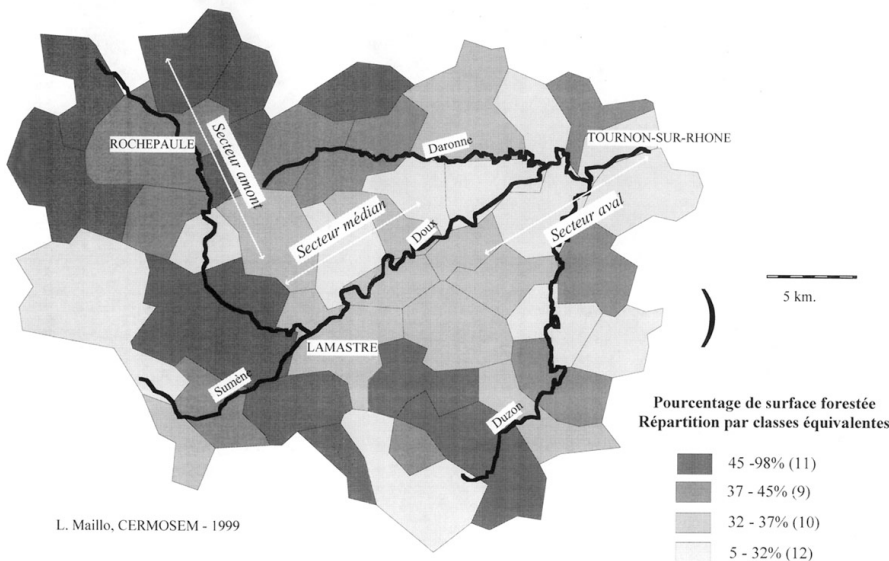 ROCHEPAULE
Secteur amont
Daronne
TOURNON-SUR-RHONE
Secteur médian
Doux
Secteur aval
5 km.
LAMASTRE
Sumène
Duzon
Pourcentage de surface forestée
Répartition par classes équivalentes
45 -98% (11)
37 - 45% (9)
32 - 37% (10)
5 - 32% (12)
L. Maillo, CERMOSEM - 1999